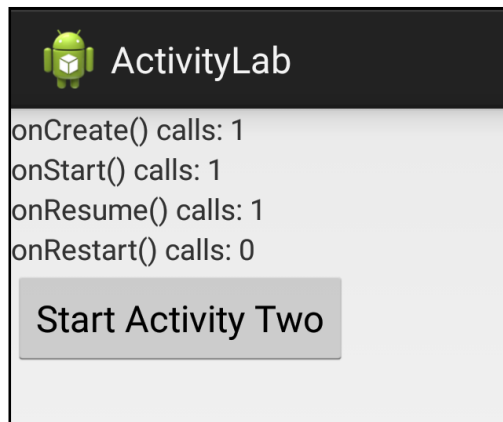 ActivityLab
onCreate() calls: 1
onStart() calls: 1
onResume() calls: 1
onRestart() calls: 0
Start Activity Two